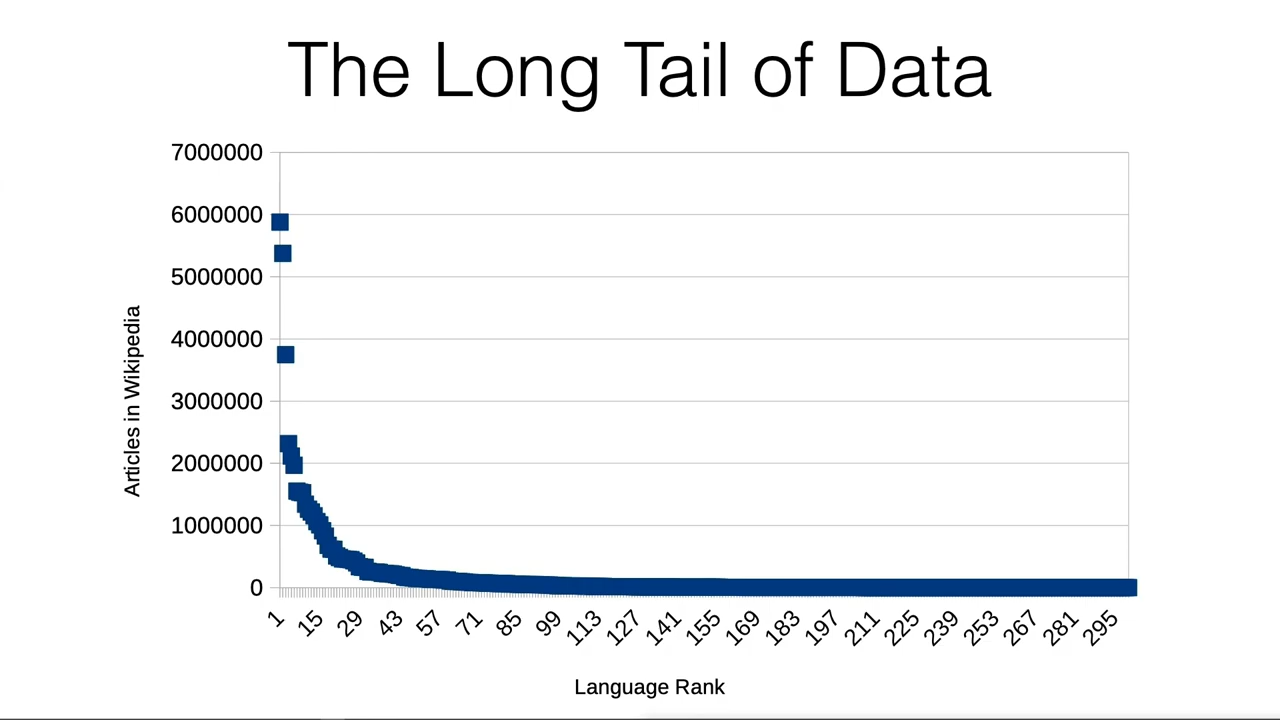 The Long Tail of Data
7000000
6000000
5000000
4000000
3000000
2000000
1000000
0
Articles in Wikipedia
1 15 29 43 57 71 85 99 113 127 141 155 169 183 197 211 225 239 253 267 281 295
Language Rank